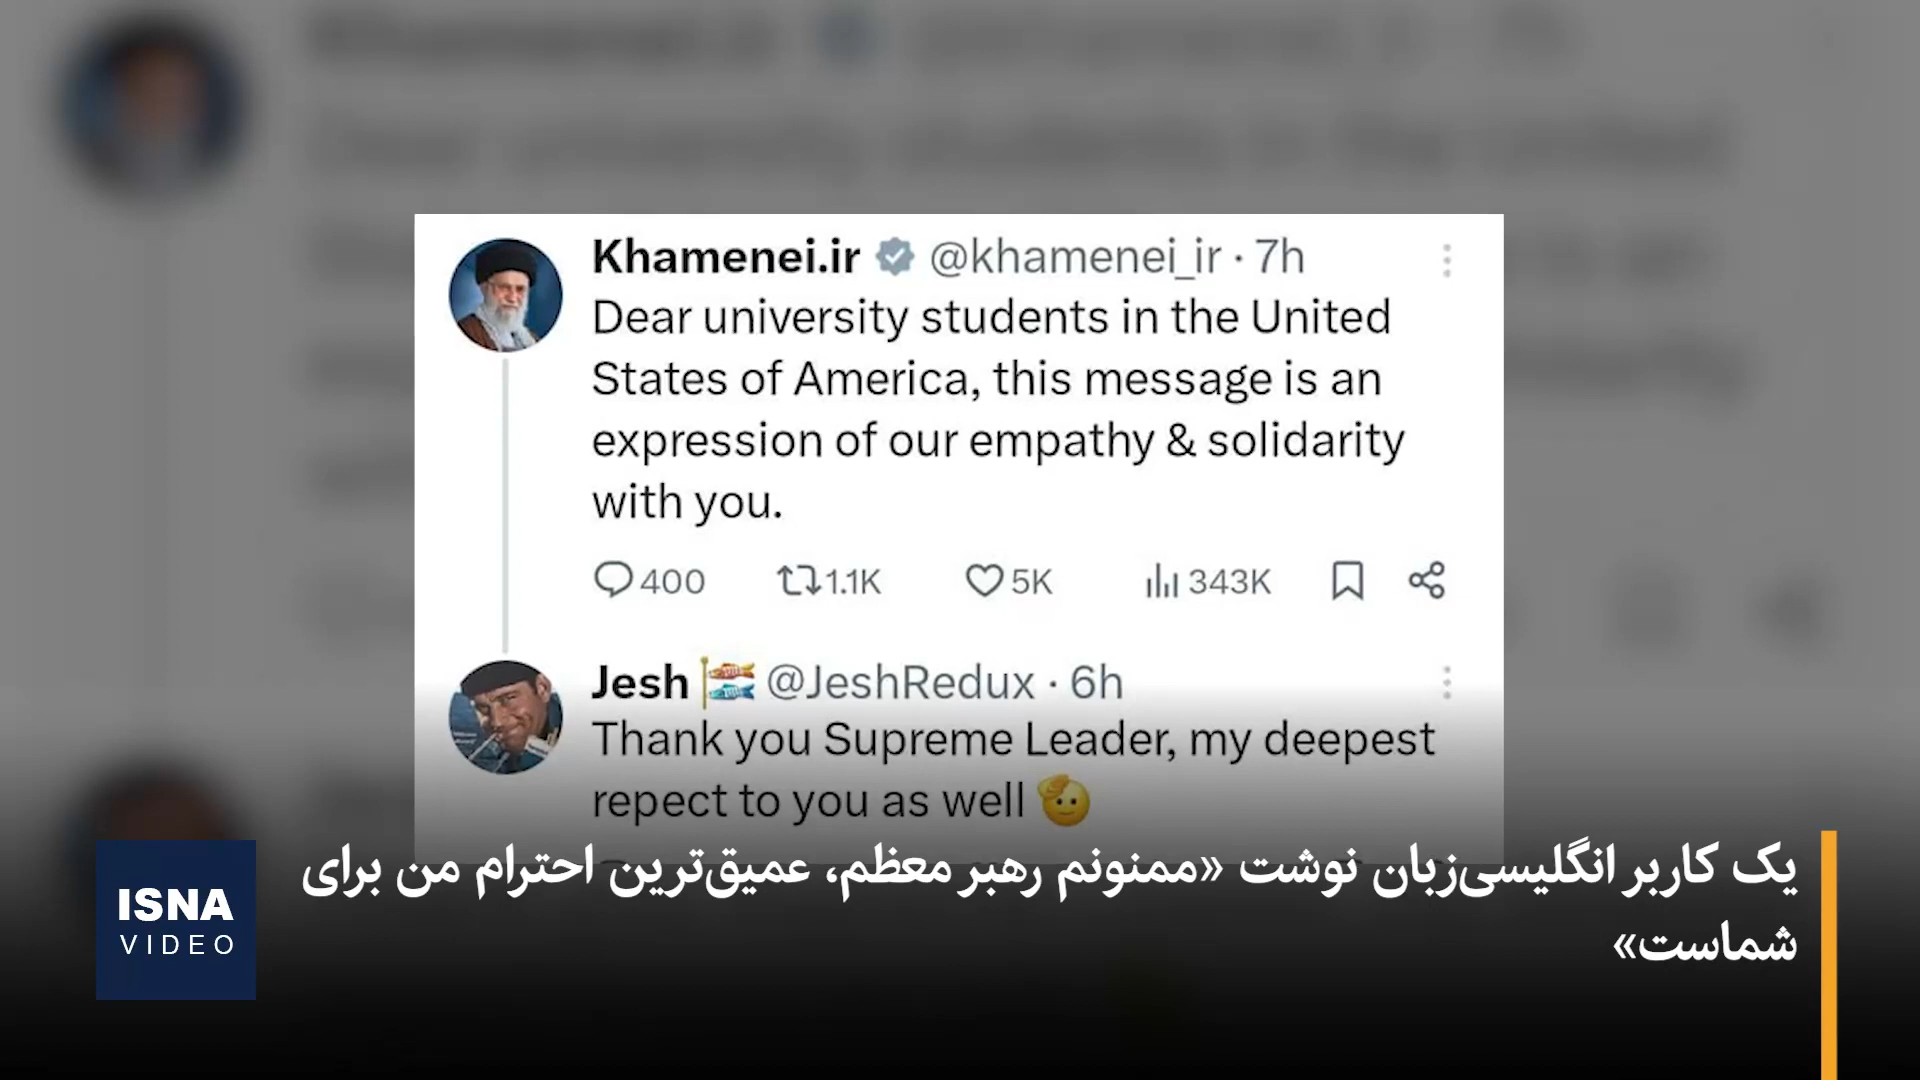 Khamenei.ir @khamenei_ir · 7h
Dear university students in the United
States of America, this message is an
expression of our empathy & solidarity
with you.
400 1.1K 5K 343K
Jesh @JeshRedux · 6h
Thank you Supreme Leader, my deepest
repect to you as well
یک کاربر انگلیسی‌زبان نوشت «ممنونم رهبر معظم، عمیق‌ترین احترام من برای
شماست»
ISNA
VIDEO